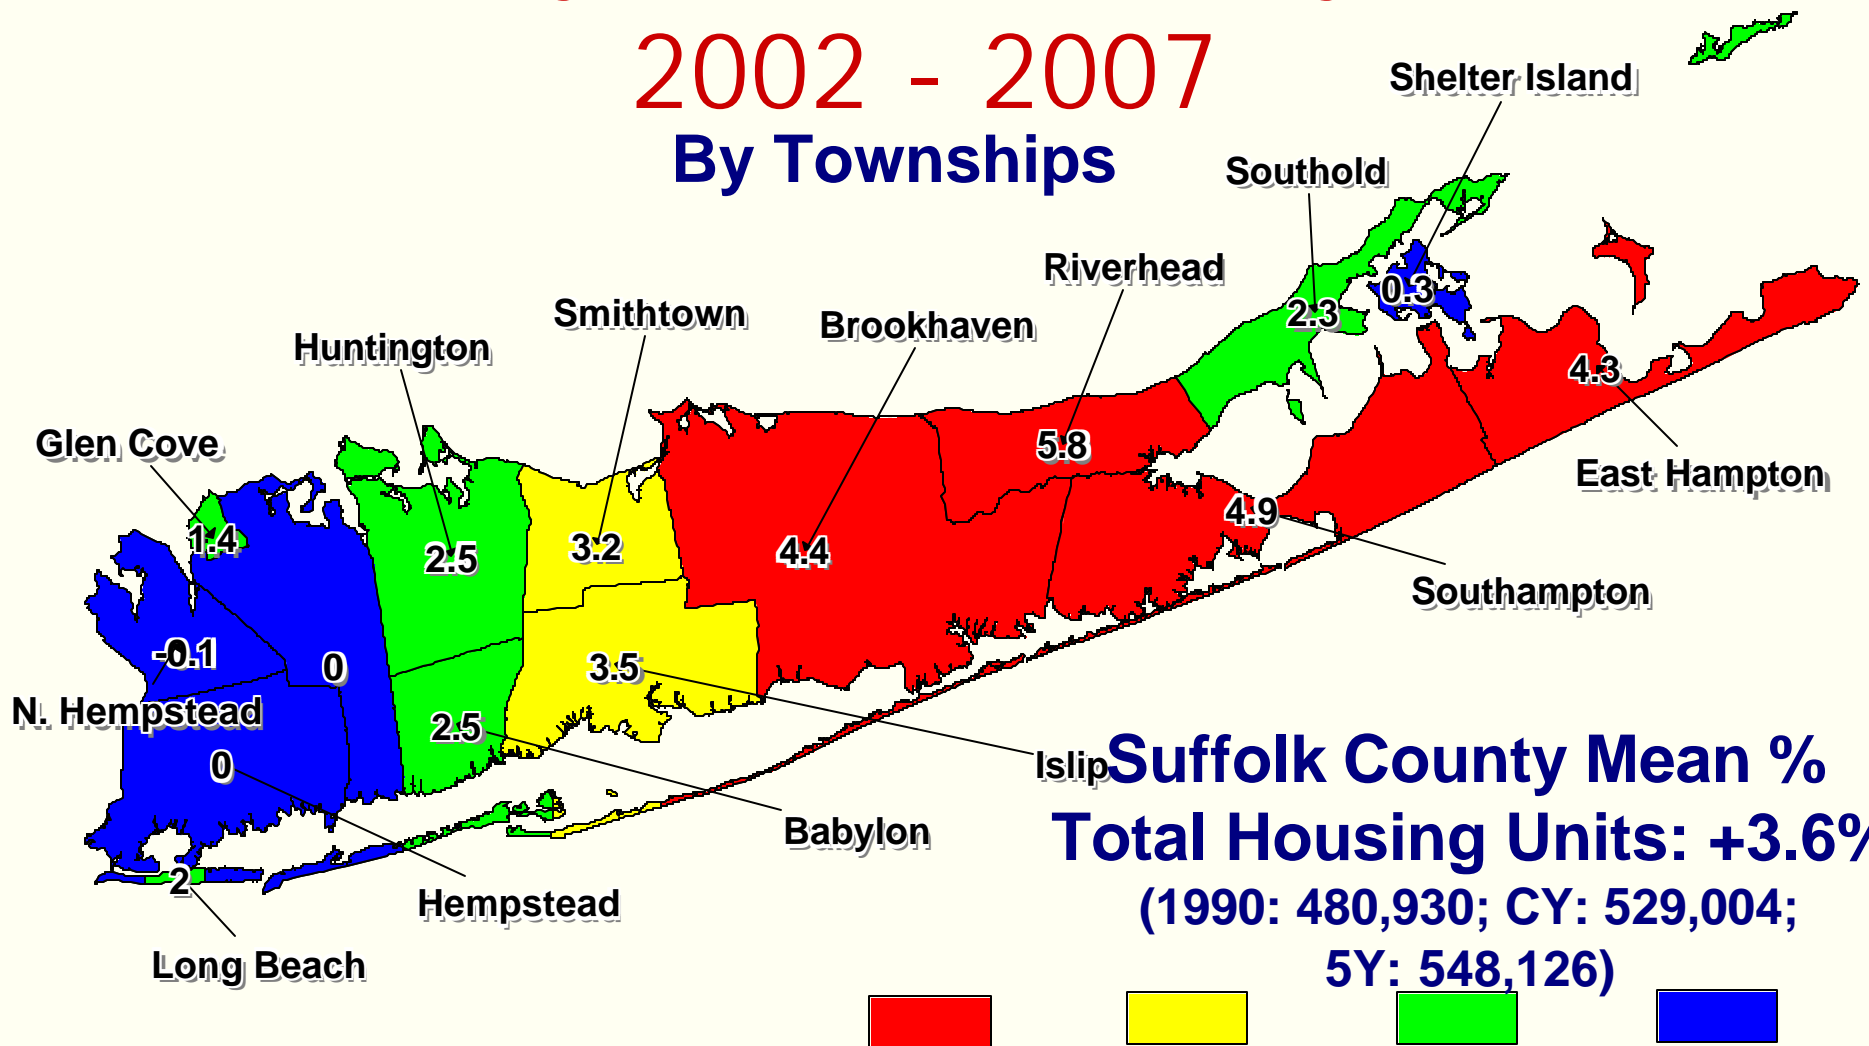 2002 - 2007
By Townships
Shelter Island
Southold
Riverhead
Smithtown
Brookhaven
Huntington
Glen Cove
0.3
2.3
4.3
5.8
East Hampton
4.9
1.4
2.5
3.2
4.4
Southampton
-0.1
0
3.5
N. Hempstead
2.5
0
Islip
Suffolk County Mean %
Total Housing Units: +3.6%
Babylon
2
Hempstead
(1990: 480,930; CY: 529,004;
Long Beach
5Y: 548,126)